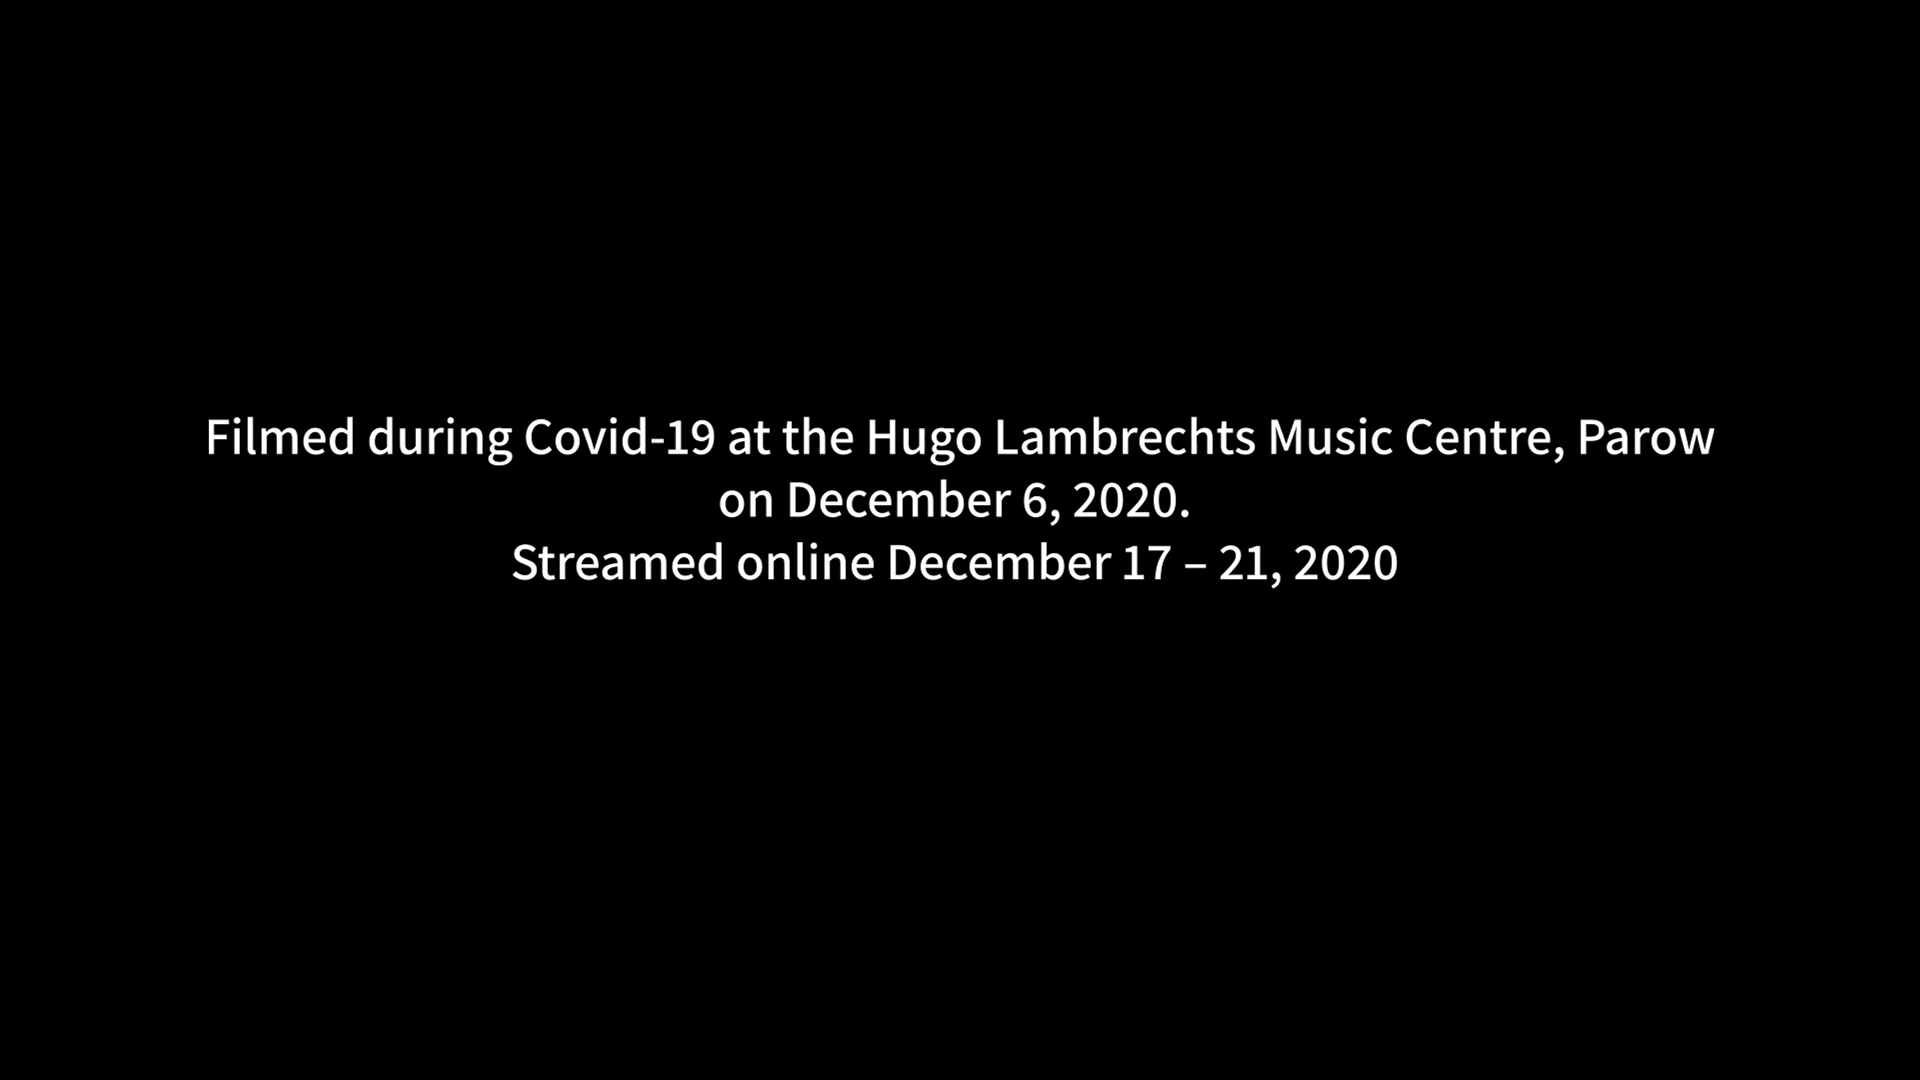 Filmed during Covid-19 at the Hugo Lambrechts Music Centre, Parow
on December 6, 2020.
Streamed online December 17 – 21, 2020